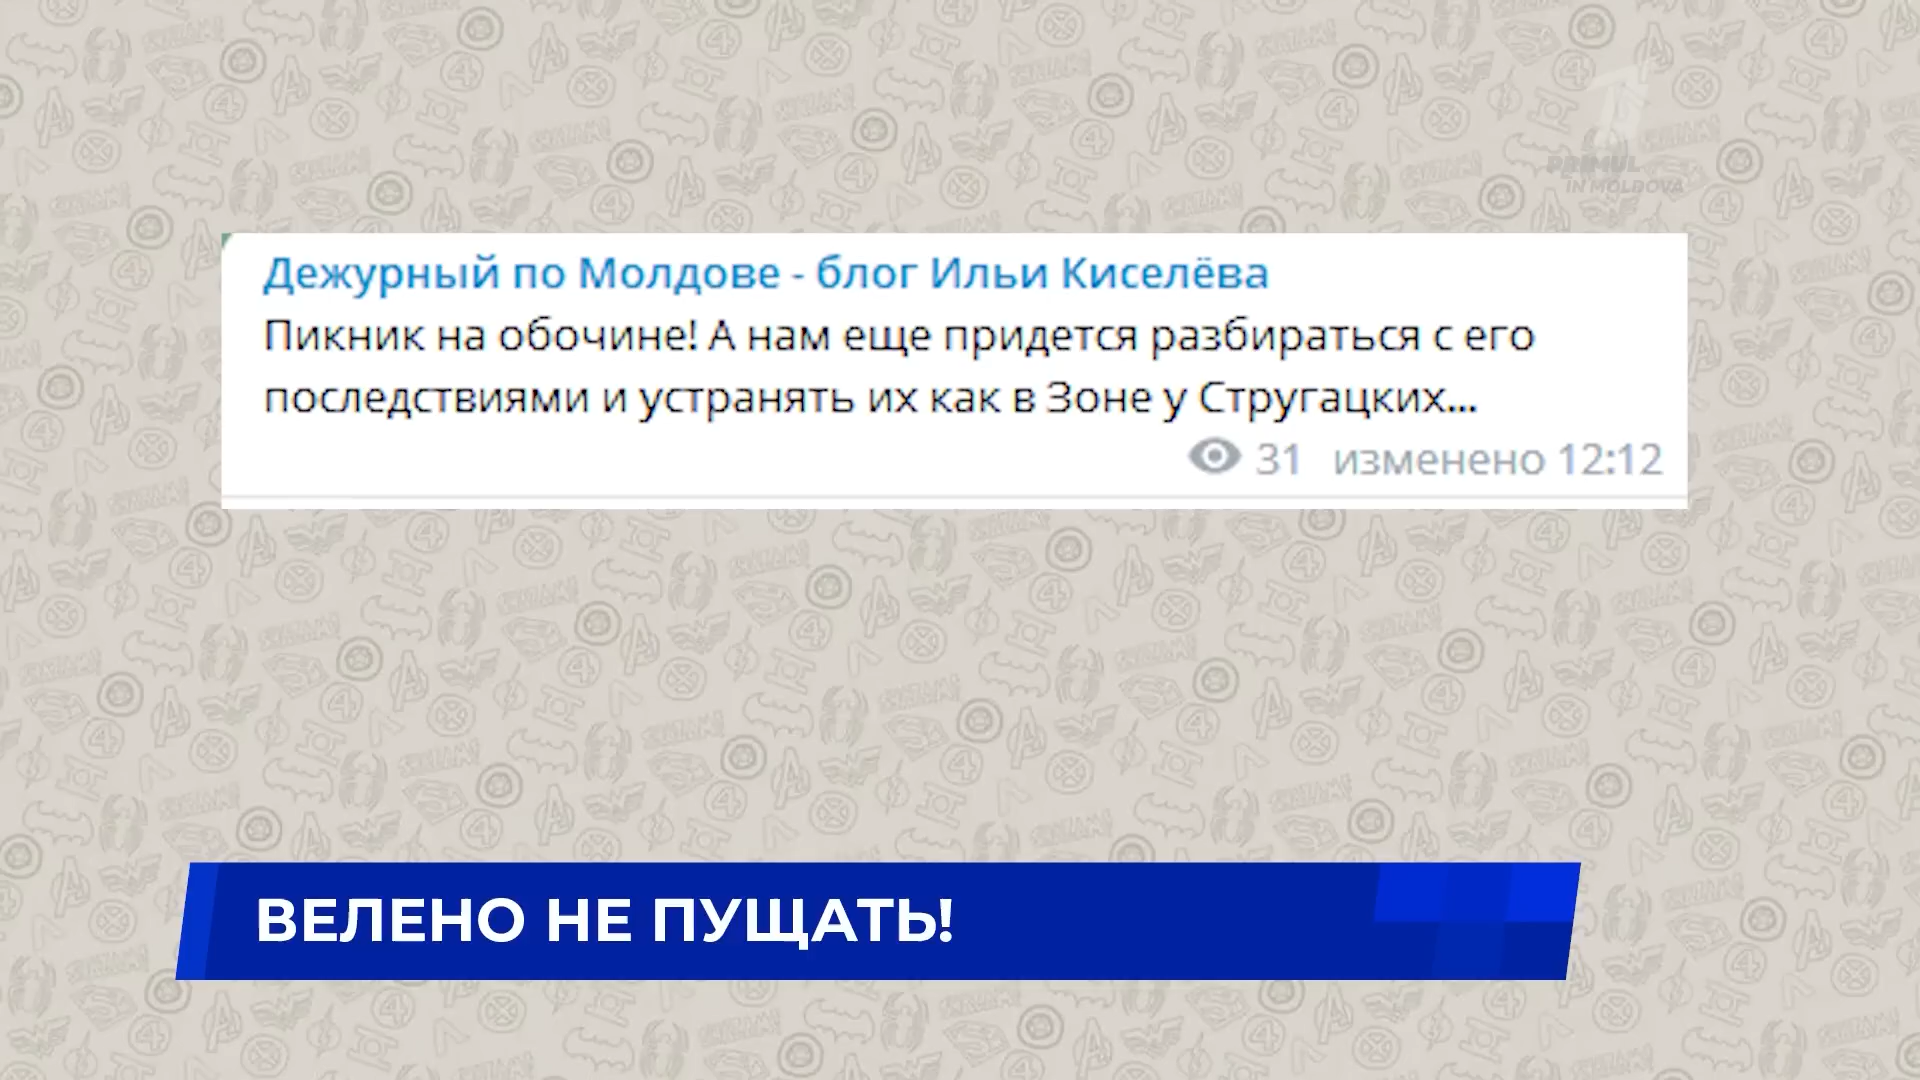 PRIMUL
ÎN MOLDOVA
Дежурный по Молдове - блог Ильи Киселёва
Пикник на обочине! А нам еще придется разбираться с его
последствиями и устранять их как в Зоне у Стругацких...
31 изменено 12:12
ВЕЛЕНО НЕ ПУЩАТЬ!